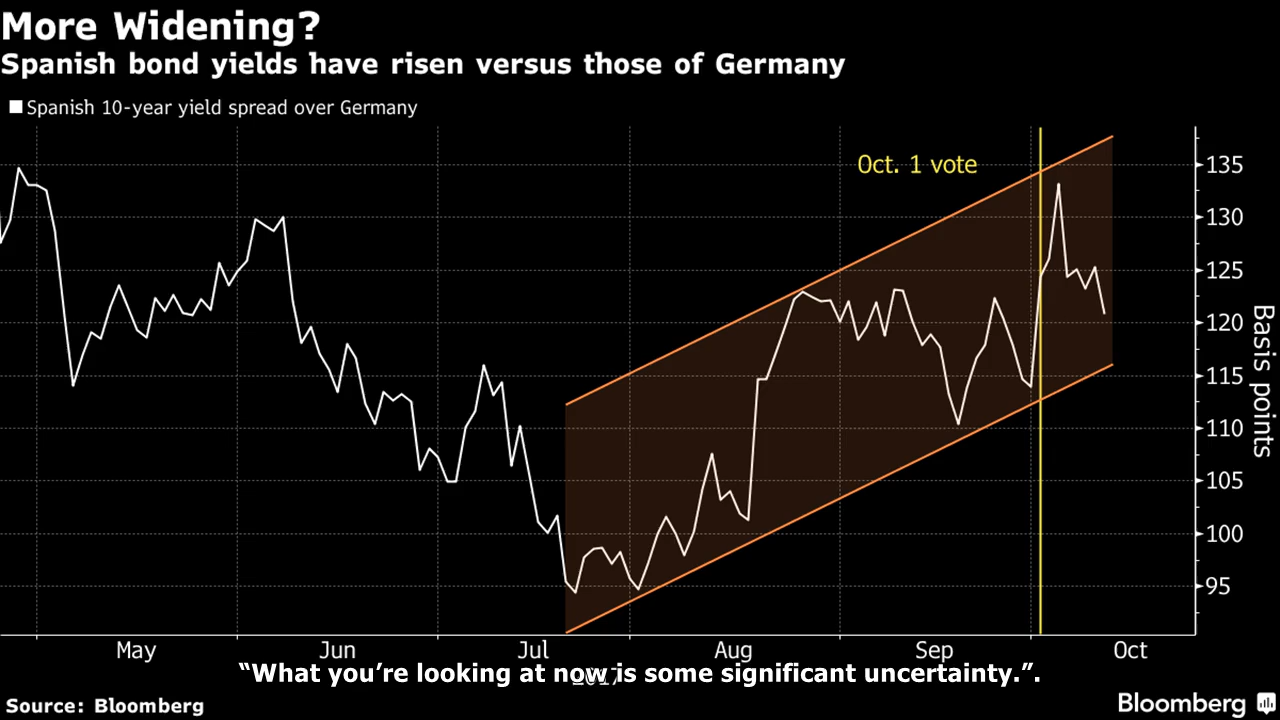 More Widening?
Spanish bond yields have risen versus those of Germany
Spanish 10-year yield spread over Germany
Oct. 1 vote
135
130
125
120
115
110
105
100
95
Basis points
May Jun Jul Aug Sep Oct
2017
“What you’re looking at now is some significant uncertainty.”.
Source: Bloomberg
Bloomberg